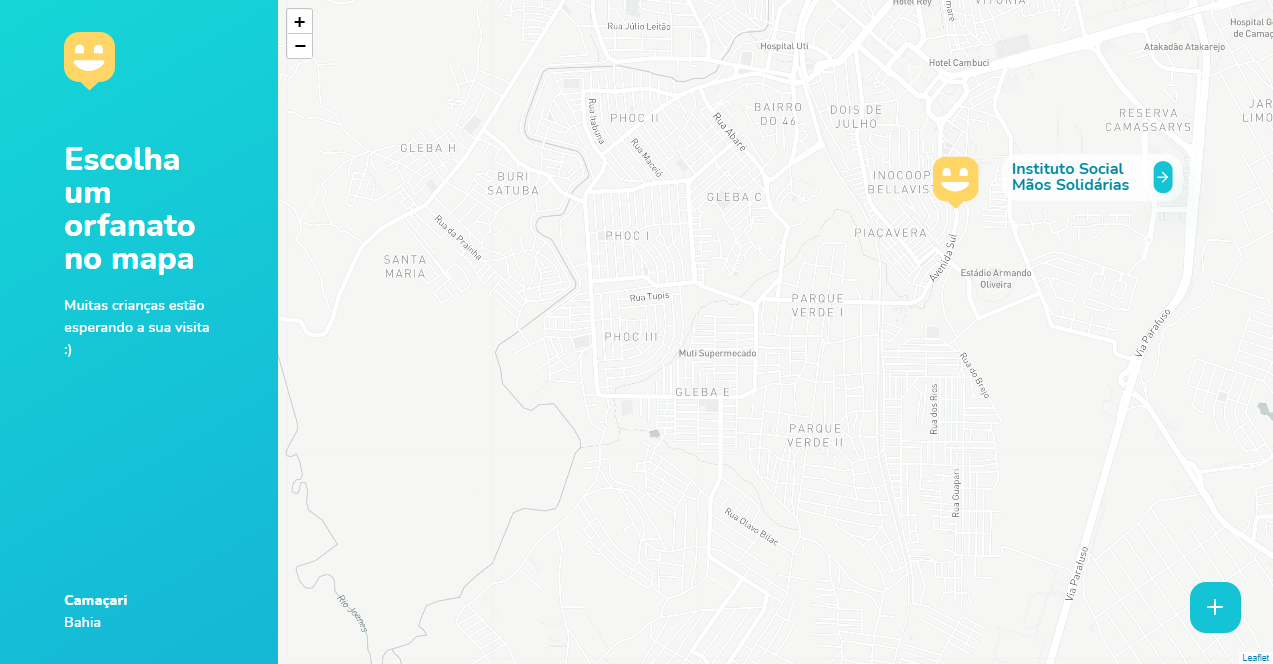 Escolha
um
orfanato
no mapa
Muitas crianças estão
esperando a sua visita
:)
Camaçari
Bahia
+
−
Rua Júlio Leitão
Hotel Rey
VITÓRIA
Hospital Uti
Hotel Cambuci
Atakadão Atakarejo
PHOC II
Rua Itabuna
Rua Maceió
Rua Abaré
BAIRRO
DO 46
DOIS DE
JULHO
RESERVA
CAMASSARYS
GLEBA H
BURI
SATUBA
GLEBA C
Instituto Social
Mãos Solidárias
Rua da Prainha
PHOC I
PIACAVERA
Avenida Sul
SANTA
MARIA
Estádio Armando
Oliveira
Rua Tupis
PARQUE
VERDE I
PHOC III
Muti Supermecado
Via Parafuso
Rua do Brejo
GLEBA E
Rua dos Rios
PARQUE
VERDE II
Rua Guapari
Rua Olavo Bilac
Via Parafuso
Rio Joanes
Leaflet